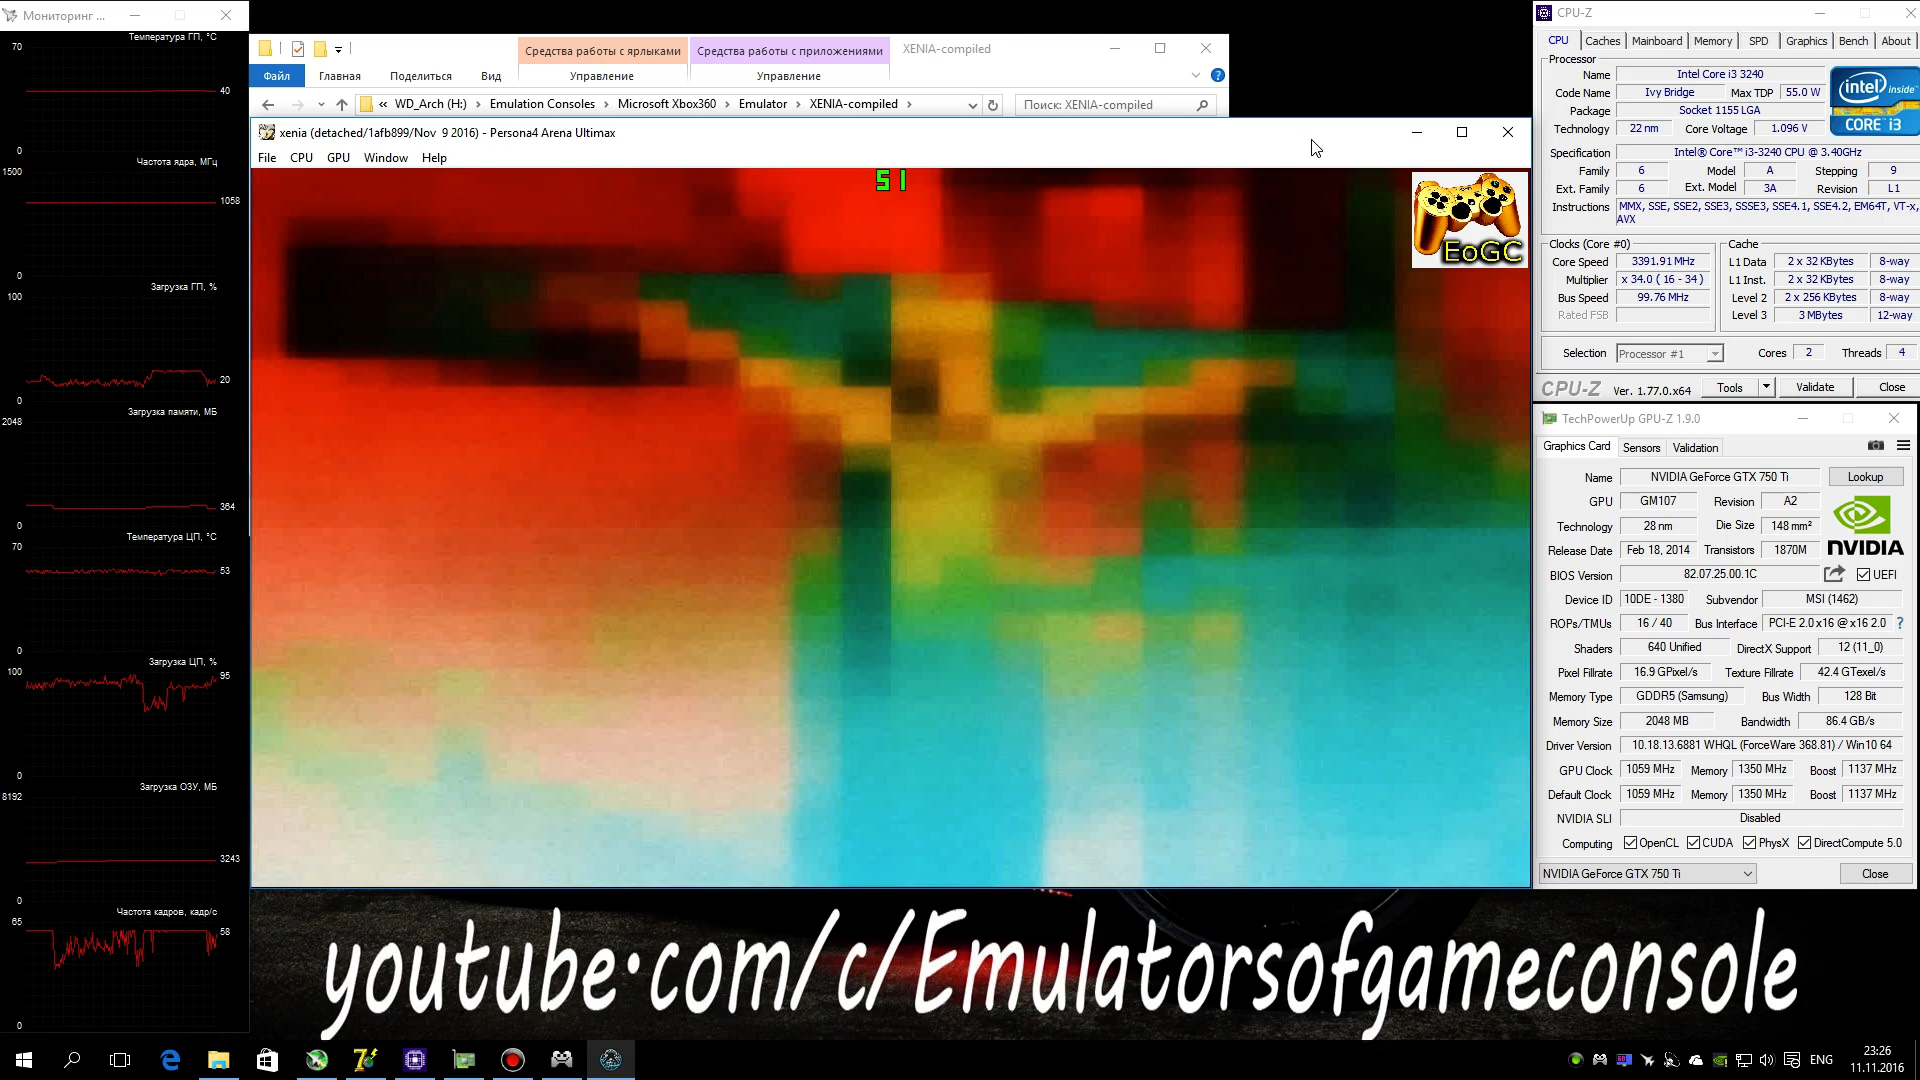 Мониторинг ...
Температура ГП, °C
70
40
0
Частота ядра, МГц
1500
1058
0
Загрузка ГП, %
100
20
0
Загрузка памяти, МБ
2048
364
0
Температура ЦП, °C
70
53
0
Загрузка ЦП, %
100
95
0
Загрузка ОЗУ, МБ
8192
3243
0
Частота кадров, кадр/с
65
58
0
Средства работы с ярлыками
Средства работы с приложениями
XENIA-compiled
Файл
Главная
Поделиться
Вид
Управление
Управление
« WD_Arch (H:) > Emulation Consoles > Microsoft Xbox360 > Emulator > XENIA-compiled >
Поиск: XENIA-compiled
xenia (detached/1afb899/Nov 9 2016) - Persona4 Arena Ultimax
File CPU GPU Window Help
51
EoGC
CPU-Z
CPU Caches Mainboard Memory SPD Graphics Bench About
Processor
Name Intel Core i3 3240
Code Name Ivy Bridge Max TDP 55.0 W
Package Socket 1155 LGA
Technology 22 nm Core Voltage 1.096 V
intel inside™
CORE i3
Specification Intel® Core™ i3-3240 CPU @ 3.40GHz
Family 6 Model A Stepping 9
Ext. Family 6 Ext. Model 3A Revision L1
Instructions MMX, SSE, SSE2, SSE3, SSSE3, SSE4.1, SSE4.2, EM64T, VT-x,
AVX
Clocks (Core #0)
Core Speed 3391.91 MHz
Multiplier x 34.0 ( 16 - 34 )
Bus Speed 99.76 MHz
Rated FSB
Cache
L1 Data 2 x 32 KBytes 8-way
L1 Inst. 2 x 32 KBytes 8-way
Level 2 2 x 256 KBytes 8-way
Level 3 3 MBytes 12-way
Selection Processor #1 Cores 2 Threads 4
CPU-Z Ver. 1.77.0.x64 Tools Validate Close
TechPowerUp GPU-Z 1.9.0
Graphics Card Sensors Validation
Name NVIDIA GeForce GTX 750 Ti Lookup
GPU GM107 Revision A2
Technology 28 nm Die Size 148 mm²
Release Date Feb 18, 2014 Transistors 1870M
NVIDIA
BIOS Version 82.07.25.00.1C UEFI
Device ID 10DE - 1380 Subvendor MSI (1462)
ROPs/TMUs 16 / 40 Bus Interface PCI-E 2.0 x16 @ x16 2.0 ?
Shaders 640 Unified DirectX Support 12 (11_0)
Pixel Fillrate 16.9 GPixel/s Texture Fillrate 42.4 GTexel/s
Memory Type GDDR5 (Samsung) Bus Width 128 Bit
Memory Size 2048 MB Bandwidth 86.4 GB/s
Driver Version 10.18.13.6881 WHQL (ForceWare 368.81) / Win10 64
GPU Clock 1059 MHz Memory 1350 MHz Boost 1137 MHz
Default Clock 1059 MHz Memory 1350 MHz Boost 1137 MHz
NVIDIA SLI Disabled
Computing OpenCL CUDA PhysX DirectCompute 5.0
NVIDIA GeForce GTX 750 Ti Close
youtube.com/c/Emulatorsofgameconsole
ENG
23:26
11.11.2016